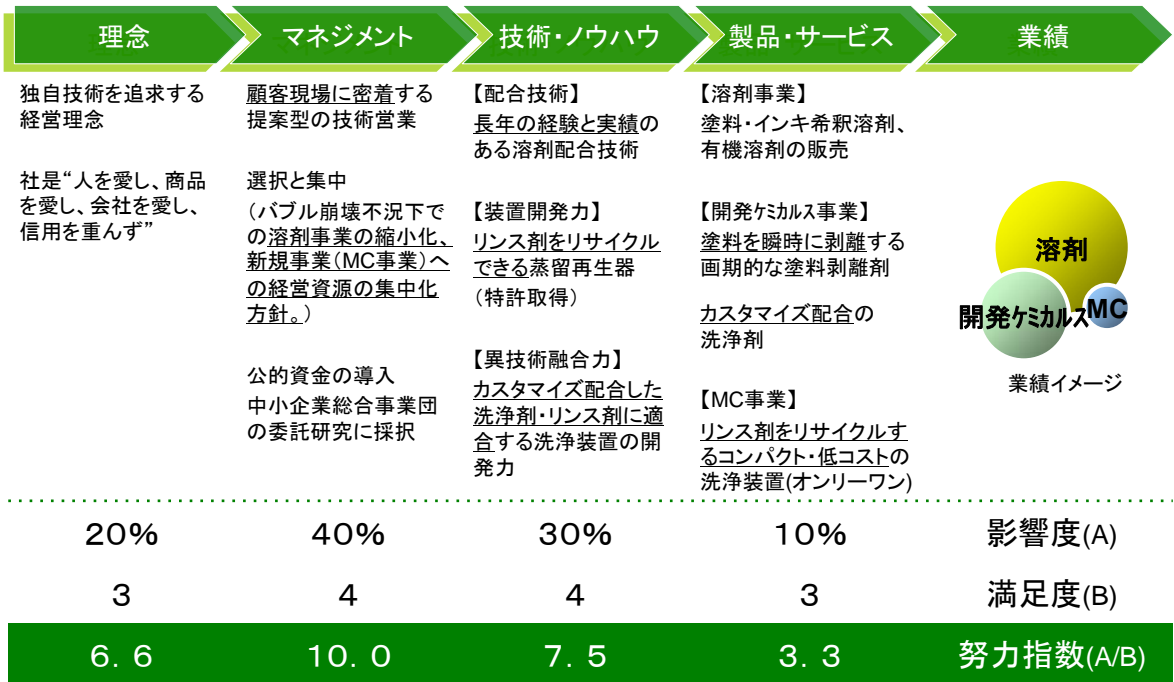 理念
マネジメント
技術・ノウハウ
製品・サービス
業績
独自技術を追求する
経営理念
社是“人を愛し、商品
を愛し、会社を愛し、
信用を重んず”
顧客現場に密着する
提案型の技術営業
選択と集中
（バブル崩壊不況下で
の溶剤事業の縮小化、
新規事業（MC事業）へ
の経営資源の集中化
方針。）
公的資金の導入
中小企業総合事業団
の委託研究に採択
【配合技術】
長年の経験と実績の
ある溶剤配合技術
【装置開発力】
リンス剤をリサイクル
できる蒸留再生器
（特許取得）
【異技術融合力】
カスタマイズ配合した
洗浄剤・リンス剤に適
合する洗浄装置の開
発力
【溶剤事業】
塗料・インキ希釈溶剤、
有機溶剤の販売
【開発ｹﾐｶﾙｽ事業】
塗料を瞬時に剥離する
画期的な塗料剥離剤
カスタマイズ配合の
洗浄剤
【MC事業】
リンス剤をリサイクルす
るコンパクト・低コストの
洗浄装置(オンリーワン)
溶剤
開発ｹﾐｶﾙｽ
MC
業績イメージ
20% 40% 30% 10% 影響度(A)
3 4 4 3 満足度(B)
６．６ １０．０ ７．５ ３．３ 努力指数(A/B)